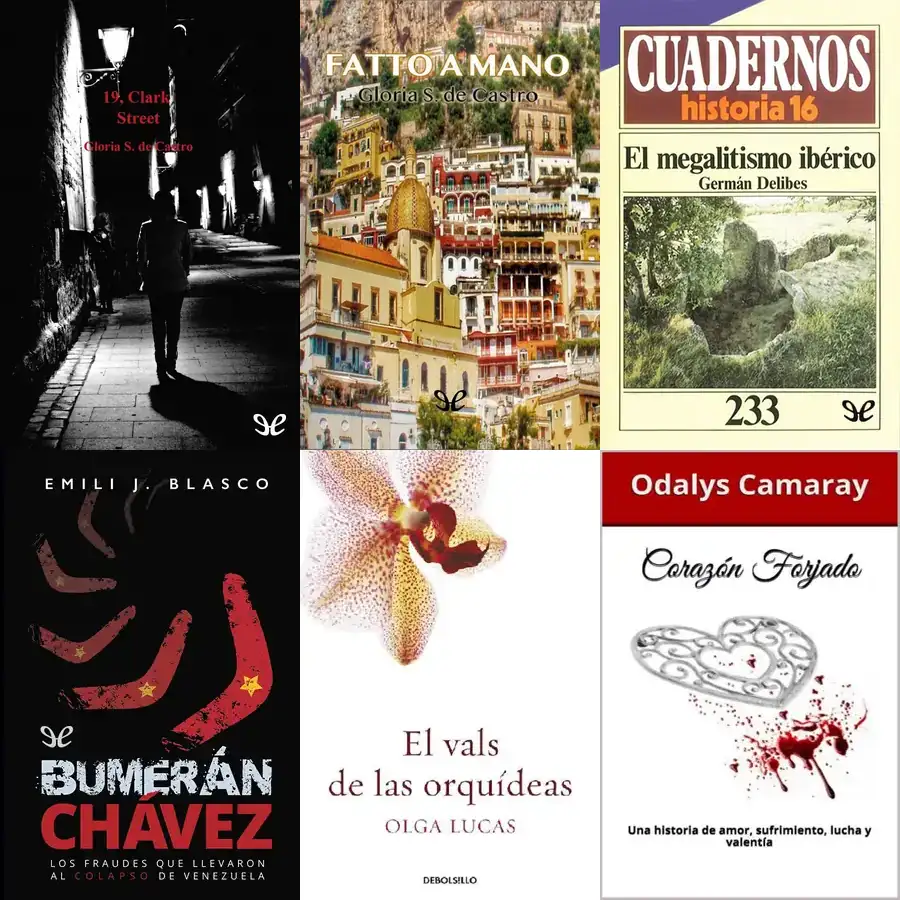 19, Clark
Street
Gloria S. de Castro
FATTO A MANO
Gloria S. de Castro
CUADERNOS
historia 16
El megalitismo ibérico
Germán Delibes
233
EMILI J. BLASCO
BUMERÁN
CHÁVEZ
LOS FRAUDES QUE LLEVARON
AL COLAPSO DE VENEZUELA
El vals
de las orquídeas
OLGA LUCAS
DEBOLS!LLO
Odalys Camaray
Corazón Forjado
Una historia de amor, sufrimiento, lucha y
valentía